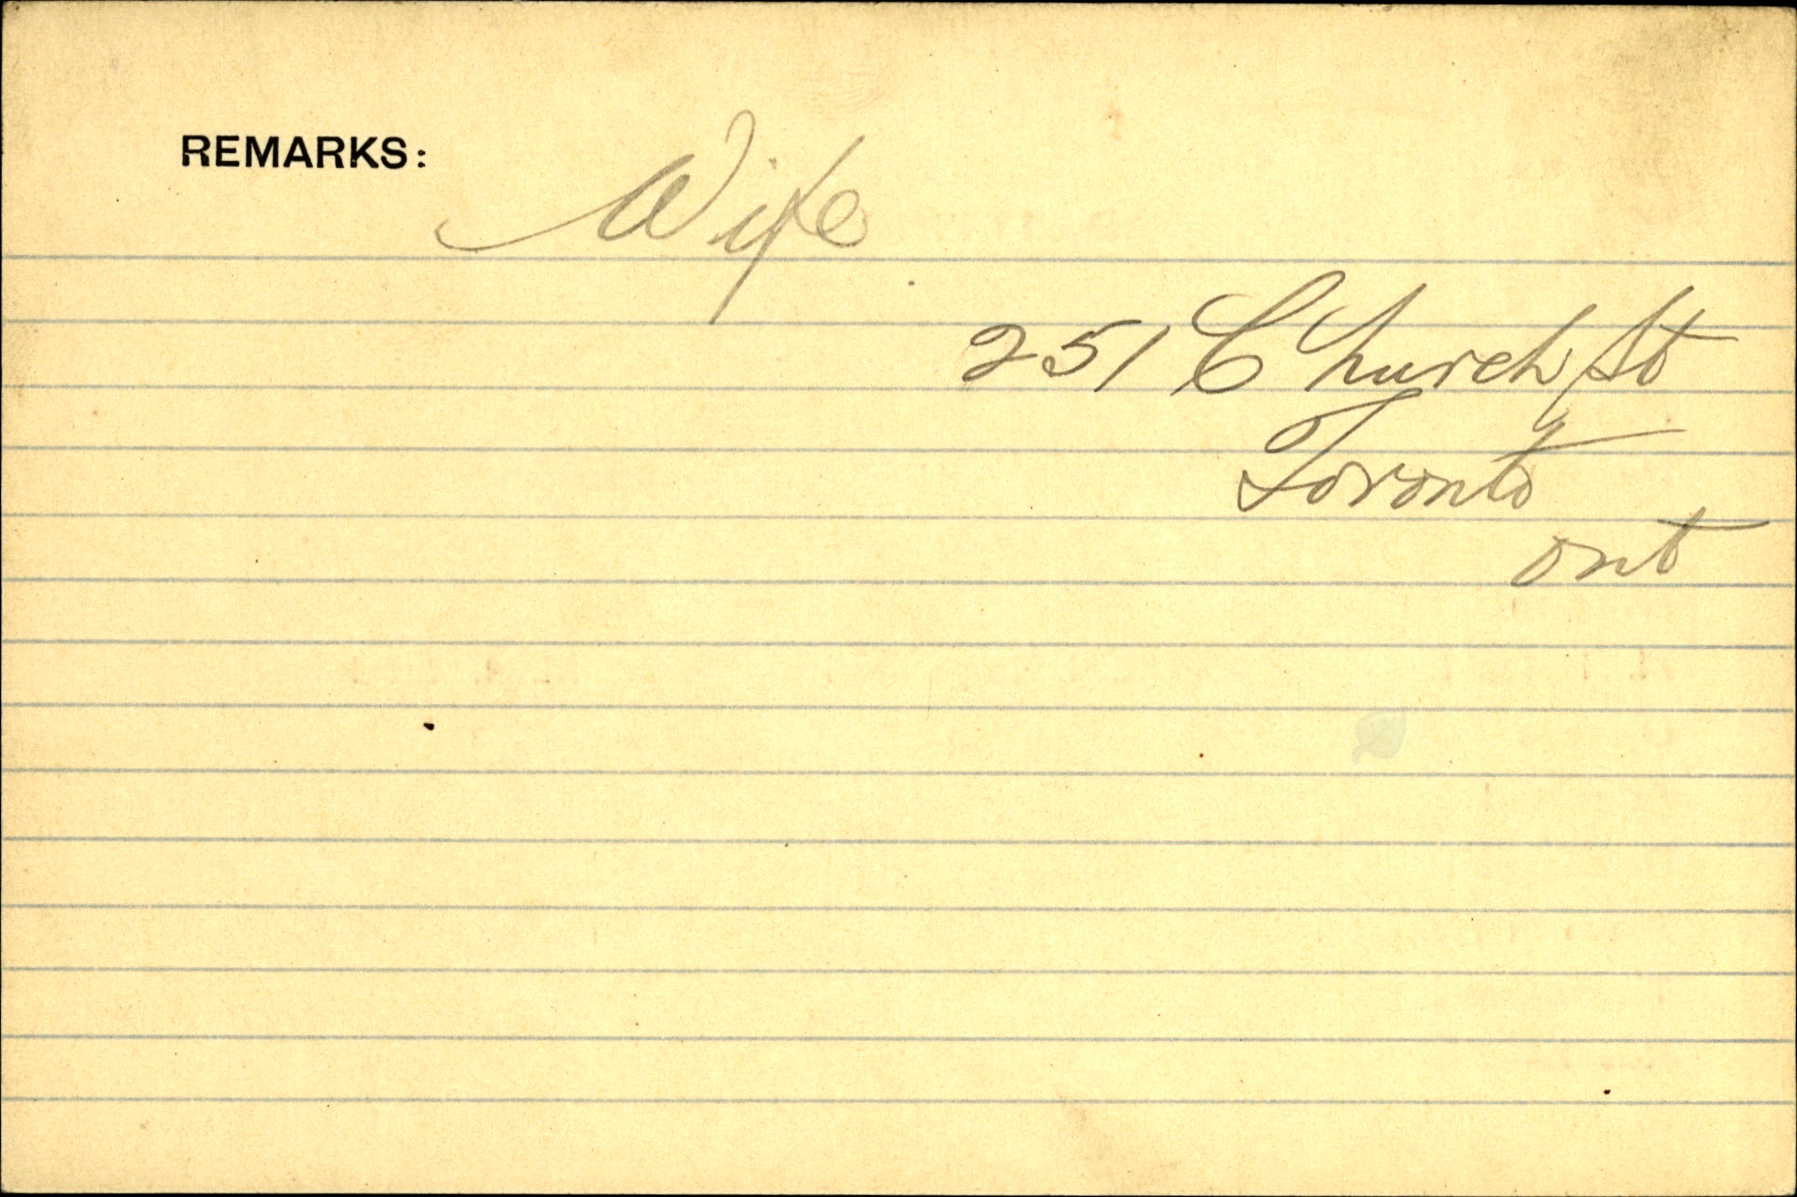 REMARKS: Wife
251 Church St
Toronto
Ont